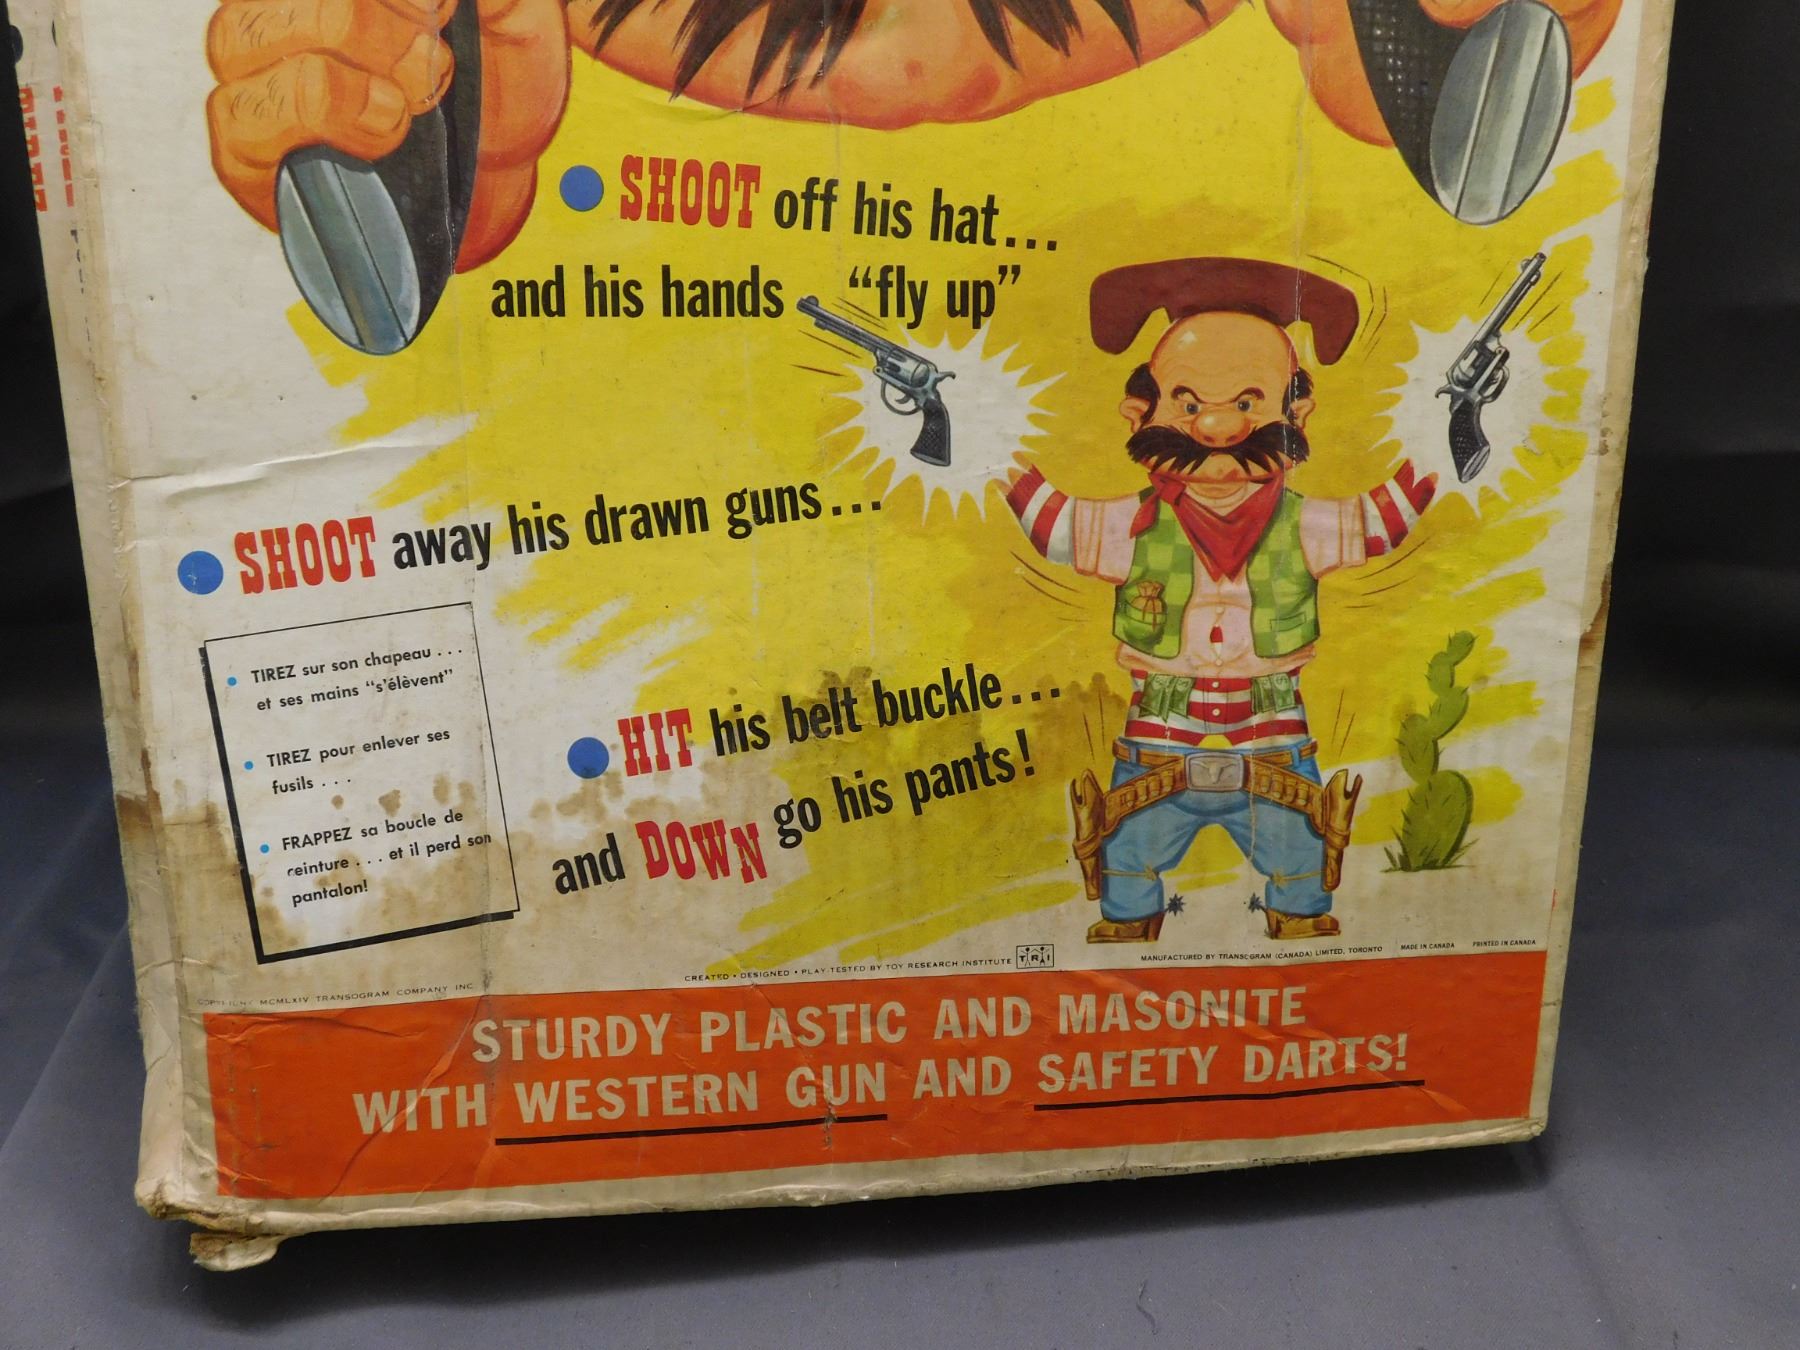 SHOOT off his hat...
and his hands “fly up”
SHOOT away his drawn guns...
TIREZ sur son chapeau . . .
et ses mains “s'élèvent”
TIREZ pour enlever ses
fusils . . .
FRAPPEZ sa boucle de
ceinture . . . et il perd son
pantalon!
HIT his belt buckle...
and DOWN go his pants!
COPYRIGHT MCMLXIV TRANSOGRAM COMPANY INC
CREATED • DESIGNED • PLAY-TESTED BY TOY RESEARCH INSTITUTE TRI
MANUFACTURED BY TRANSOGRAM (CANADA) LIMITED, TORONTO MADE IN CANADA PRINTED IN CANADA
STURDY PLASTIC AND MASONITE
WITH WESTERN GUN AND SAFETY DARTS!